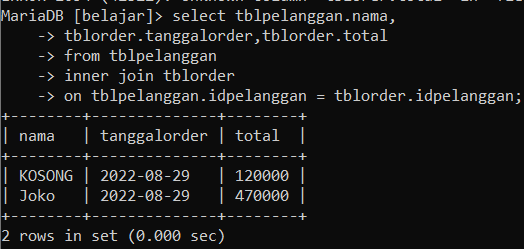 MariaDB [belajar]> select tblpelanggan.nama,
    -> tblorder.tanggalorder,tblorder.total
    -> from tblpelanggan
    -> inner join tblorder
    -> on tblpelanggan.idpelanggan = tblorder.idpelanggan;
+--------+--------------+--------+
| nama   | tanggalorder | total  |
+--------+--------------+--------+
| KOSONG | 2022-08-29   | 120000 |
| Joko   | 2022-08-29   | 470000 |
+--------+--------------+--------+
2 rows in set (0.000 sec)